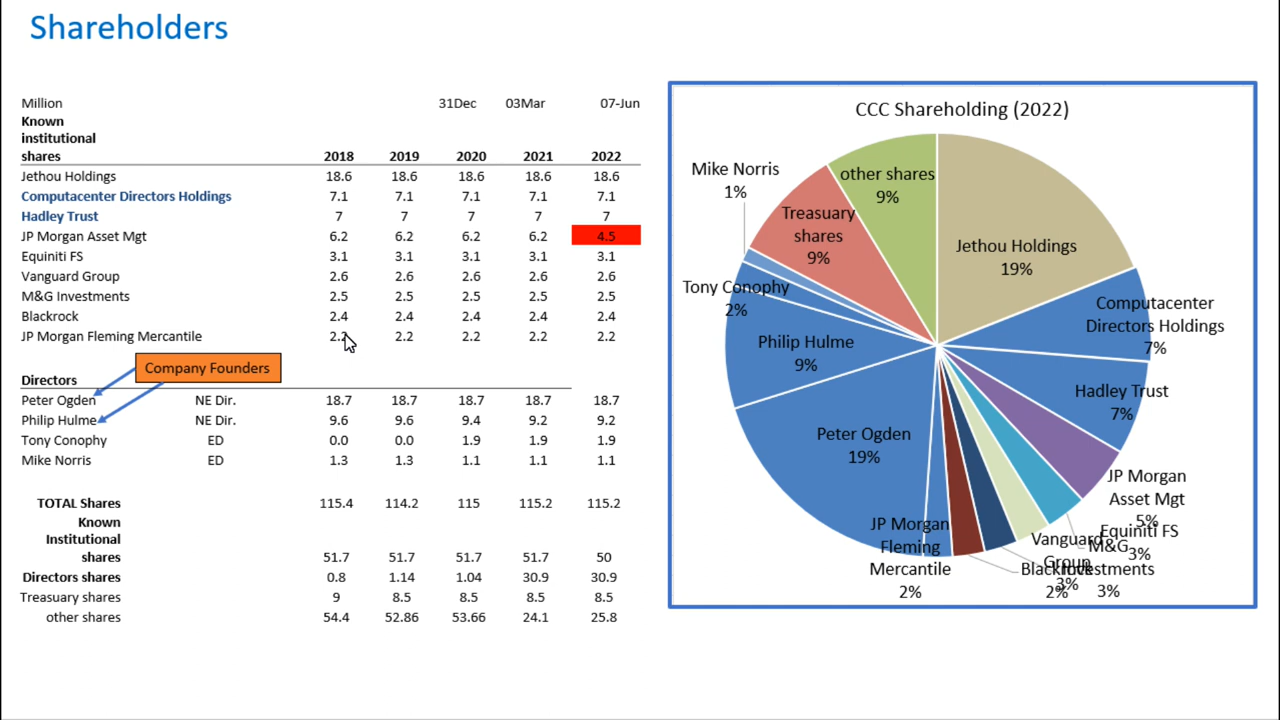 Shareholders
Million 31Dec 03Mar 07-Jun
Known
institutional
shares 2018 2019 2020 2021 2022
Jethou Holdings 18.6 18.6 18.6 18.6 18.6
Computacenter Directors Holdings 7.1 7.1 7.1 7.1 7.1
Hadley Trust 7 7 7 7 7
JP Morgan Asset Mgt 6.2 6.2 6.2 6.2 4.5
Equiniti FS 3.1 3.1 3.1 3.1 3.1
Vanguard Group 2.6 2.6 2.6 2.6 2.6
M&G Investments 2.5 2.5 2.5 2.5 2.5
Blackrock 2.4 2.4 2.4 2.4 2.4
JP Morgan Fleming Mercantile 2.2 2.2 2.2 2.2 2.2
Company Founders
Directors
Peter Ogden NE Dir. 18.7 18.7 18.7 18.7 18.7
Philip Hulme NE Dir. 9.6 9.6 9.4 9.2 9.2
Tony Conophy ED 0.0 0.0 1.9 1.9 1.9
Mike Norris ED 1.3 1.3 1.1 1.1 1.1
TOTAL Shares 115.4 114.2 115 115.2 115.2
Known
Institutional
shares 51.7 51.7 51.7 51.7 50
Directors shares 0.8 1.14 1.04 30.9 30.9
Treasury shares 9 8.5 8.5 8.5 8.5
other shares 54.4 52.86 53.66 24.1 25.8
CCC Shareholding (2022)
Mike Norris
1%
other shares
9%
Treasury
shares
9%
Jethou Holdings
19%
Tony Conophy
2%
Computacenter
Directors Holdings
7%
Philip Hulme
9%
Hadley Trust
7%
Peter Ogden
19%
JP Morgan
Asset Mgt
5%
JP Morgan
Fleming
Mercantile
2%
Equiniti FS
3%
Vanguard
Group
3%
M&G
Investments
3%
Blackrock
2%